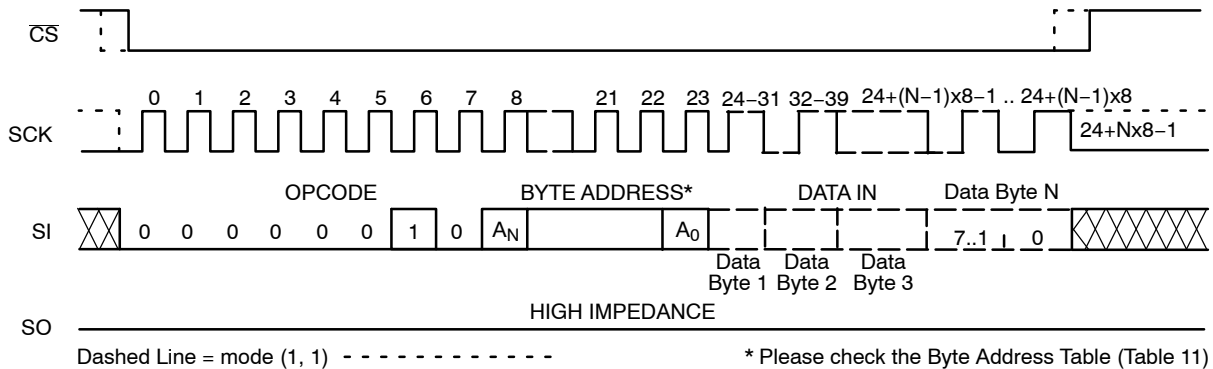 CS
0 1 2 3 4 5 6 7 8 21 22 23 24–31 32–39 24+(N–1)x8–1 .. 24+(N–1)x8
SCK
24+Nx8–1
OPCODE BYTE ADDRESS* DATA IN Data Byte N
SI 0 0 0 0 0 0 1 0 AN A0 7..1 0
Data Byte 1
Data Byte 2
Data Byte 3
HIGH IMPEDANCE
SO
Dashed Line = mode (1, 1) * Please check the Byte Address Table (Table 11)